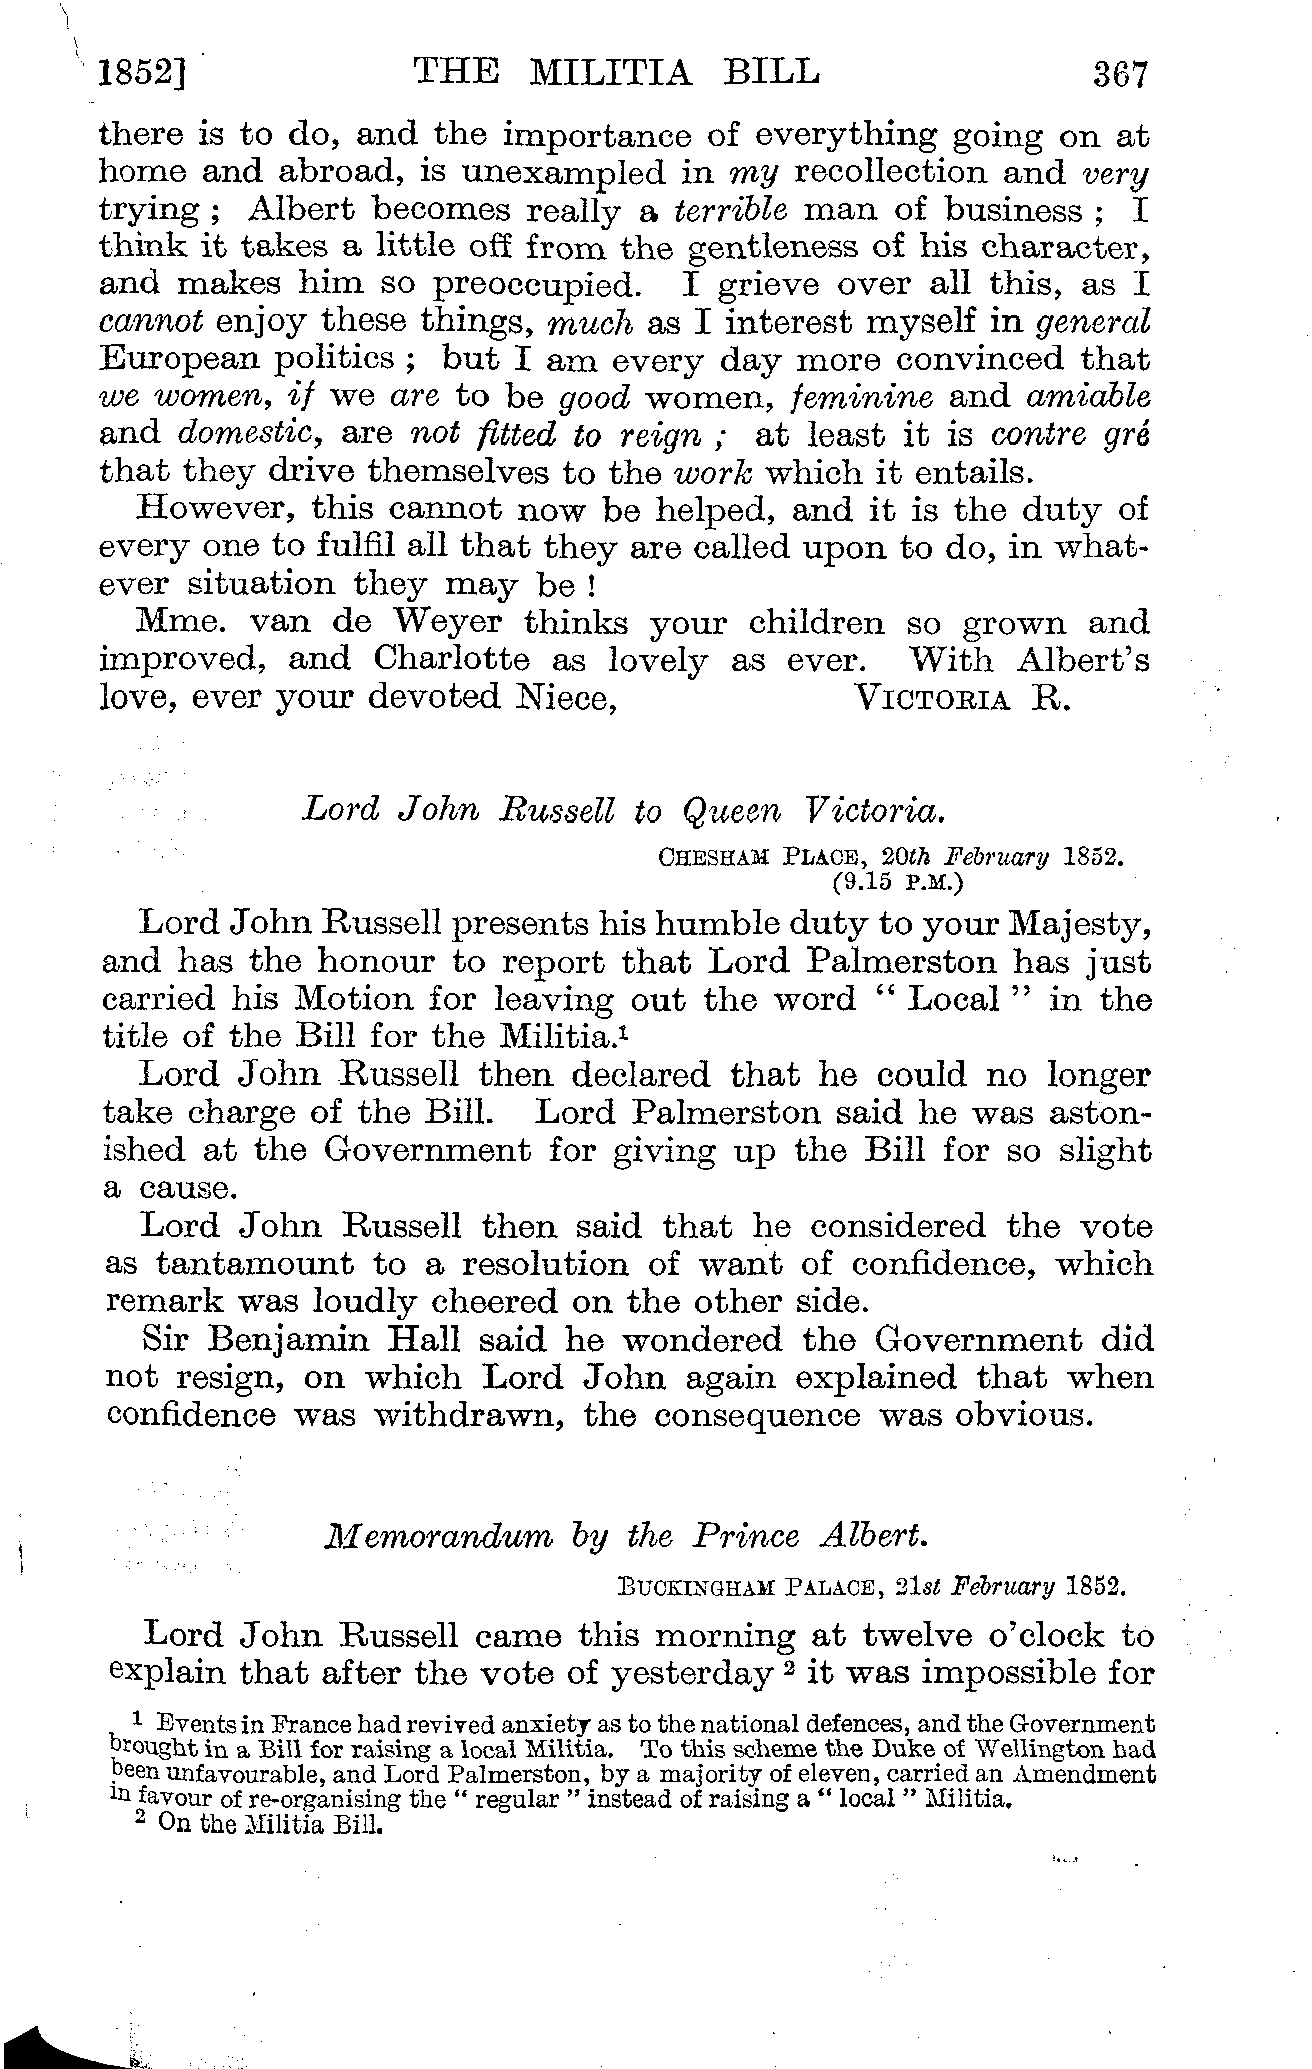 1852] THE MILITIA BILL 367
there is to do, and the importance of everything going on at
home and abroad, is unexampled in my recollection and very
trying ; Albert becomes really a terrible man of business ; I
think it takes a little off from the gentleness of his character,
and makes him so preoccupied. I grieve over all this, as I
cannot enjoy these things, much as I interest myself in general
European politics ; but I am every day more convinced that
we women, if we are to be good women, feminine and amiable
and domestic, are not fitted to reign ; at least it is contre gré
that they drive themselves to the work which it entails.
However, this cannot now be helped, and it is the duty of
every one to fulfil all that they are called upon to do, in what-
ever situation they may be !
Mme. van de Weyer thinks your children so grown and
improved, and Charlotte as lovely as ever. With Albert's
love, ever your devoted Niece, VICTORIA R.
Lord John Russell to Queen Victoria.
CHESHAM PLACE, 20th February 1852.
(9.15 P.M.)
Lord John Russell presents his humble duty to your Majesty,
and has the honour to report that Lord Palmerston has just
carried his Motion for leaving out the word " Local " in the
title of the Bill for the Militia.¹
Lord John Russell then declared that he could no longer
take charge of the Bill. Lord Palmerston said he was aston-
ished at the Government for giving up the Bill for so slight
a cause.
Lord John Russell then said that he considered the vote
as tantamount to a resolution of want of confidence, which
remark was loudly cheered on the other side.
Sir Benjamin Hall said he wondered the Government did
not resign, on which Lord John again explained that when
confidence was withdrawn, the consequence was obvious.
Memorandum by the Prince Albert.
BUCKINGHAM PALACE, 21st February 1852.
Lord John Russell came this morning at twelve o'clock to
explain that after the vote of yesterday ² it was impossible for
¹ Events in France had revived anxiety as to the national defences, and the Government
brought in a Bill for raising a local Militia. To this scheme the Duke of Wellington had
been unfavourable, and Lord Palmerston, by a majority of eleven, carried an Amendment
in favour of re-organising the " regular " instead of raising a " local " Militia.
² On the Militia Bill.